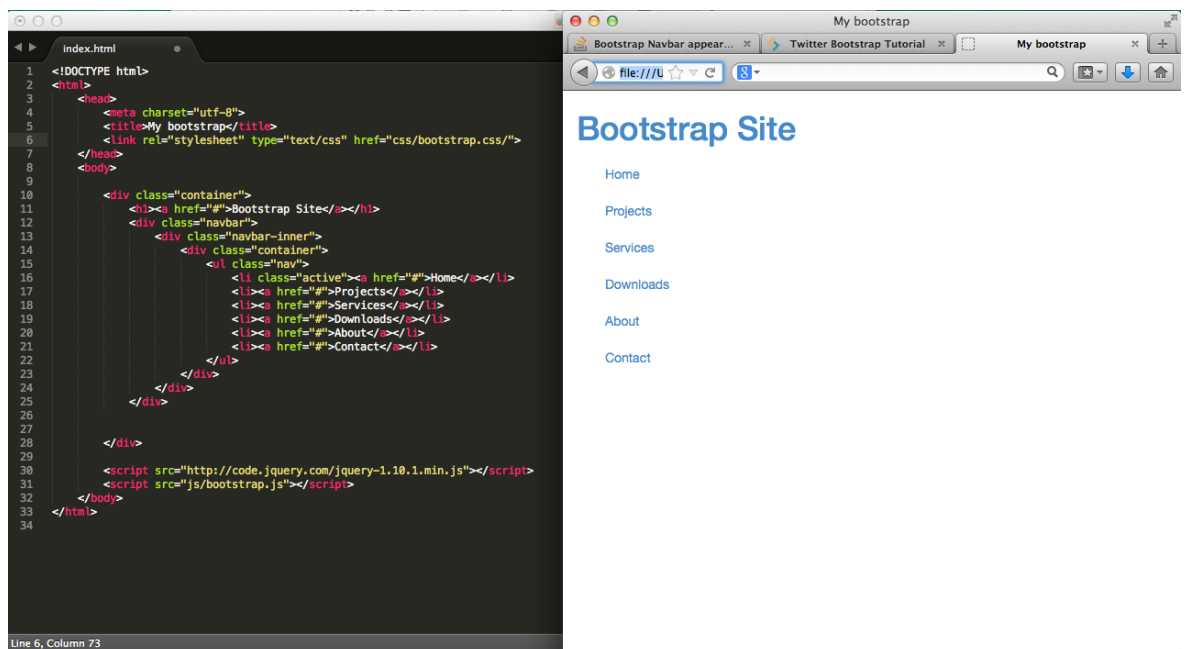 index.html
1 <!DOCTYPE html>
2 <html>
3 <head>
4 <meta charset="utf-8">
5 <title>My bootstrap</title>
6 <link rel="stylesheet" type="text/css" href="css/bootstrap.css/">
7 </head>
8 <body>
9
10 <div class="container">
11 <h1><a href="#">Bootstrap Site</a></h1>
12 <div class="navbar">
13 <div class="navbar-inner">
14 <div class="container">
15 <ul class="nav">
16 <li class="active"><a href="#">Home</a></li>
17 <li><a href="#">Projects</a></li>
18 <li><a href="#">Services</a></li>
19 <li><a href="#">Downloads</a></li>
20 <li><a href="#">About</a></li>
21 <li><a href="#">Contact</a></li>
22 </ul>
23 </div>
24 </div>
25 </div>
26
27
28 </div>
29
30 <script src="http://code.jquery.com/jquery-1.10.1.min.js"></script>
31 <script src="js/bootstrap.js"></script>
32 </body>
33 </html>
34
Line 6, Column 73
My bootstrap
Bootstrap Navbar appear... Twitter Bootstrap Tutorial My bootstrap
file:///U 8
Bootstrap Site
Home
Projects
Services
Downloads
About
Contact